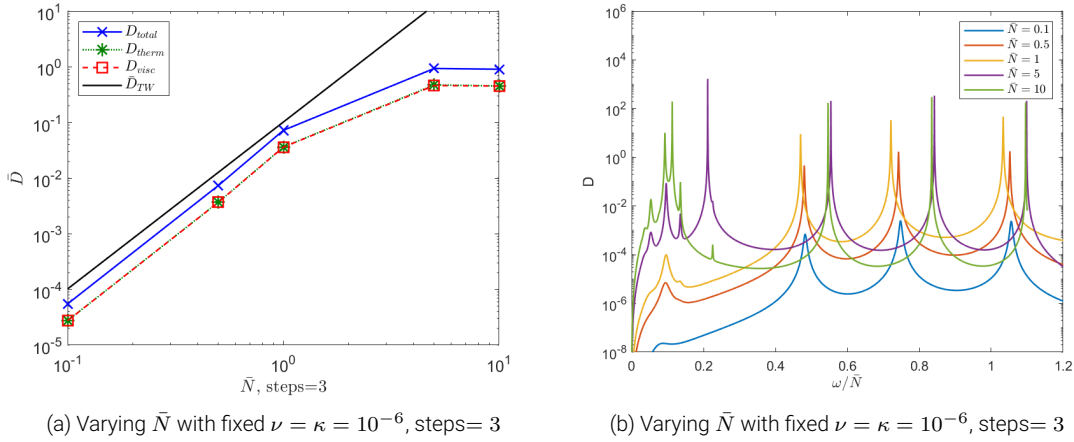 D_total
D_therm
D_visc
D̄_TW
10^1
10^0
10^-1
10^-2
10^-3
10^-4
10^-5
D̄
10^-1 10^0 10^1
N̄, steps=3
(a) Varying N̄ with fixed ν = κ = 10^−6, steps= 3
N̄ = 0.1
N̄ = 0.5
N̄ = 1
N̄ = 5
N̄ = 10
10^6
10^4
10^2
10^0
10^-2
10^-4
10^-6
10^-8
D
0 0.2 0.4 0.6 0.8 1 1.2
ω/N̄
(b) Varying N̄ with fixed ν = κ = 10^−6, steps= 3